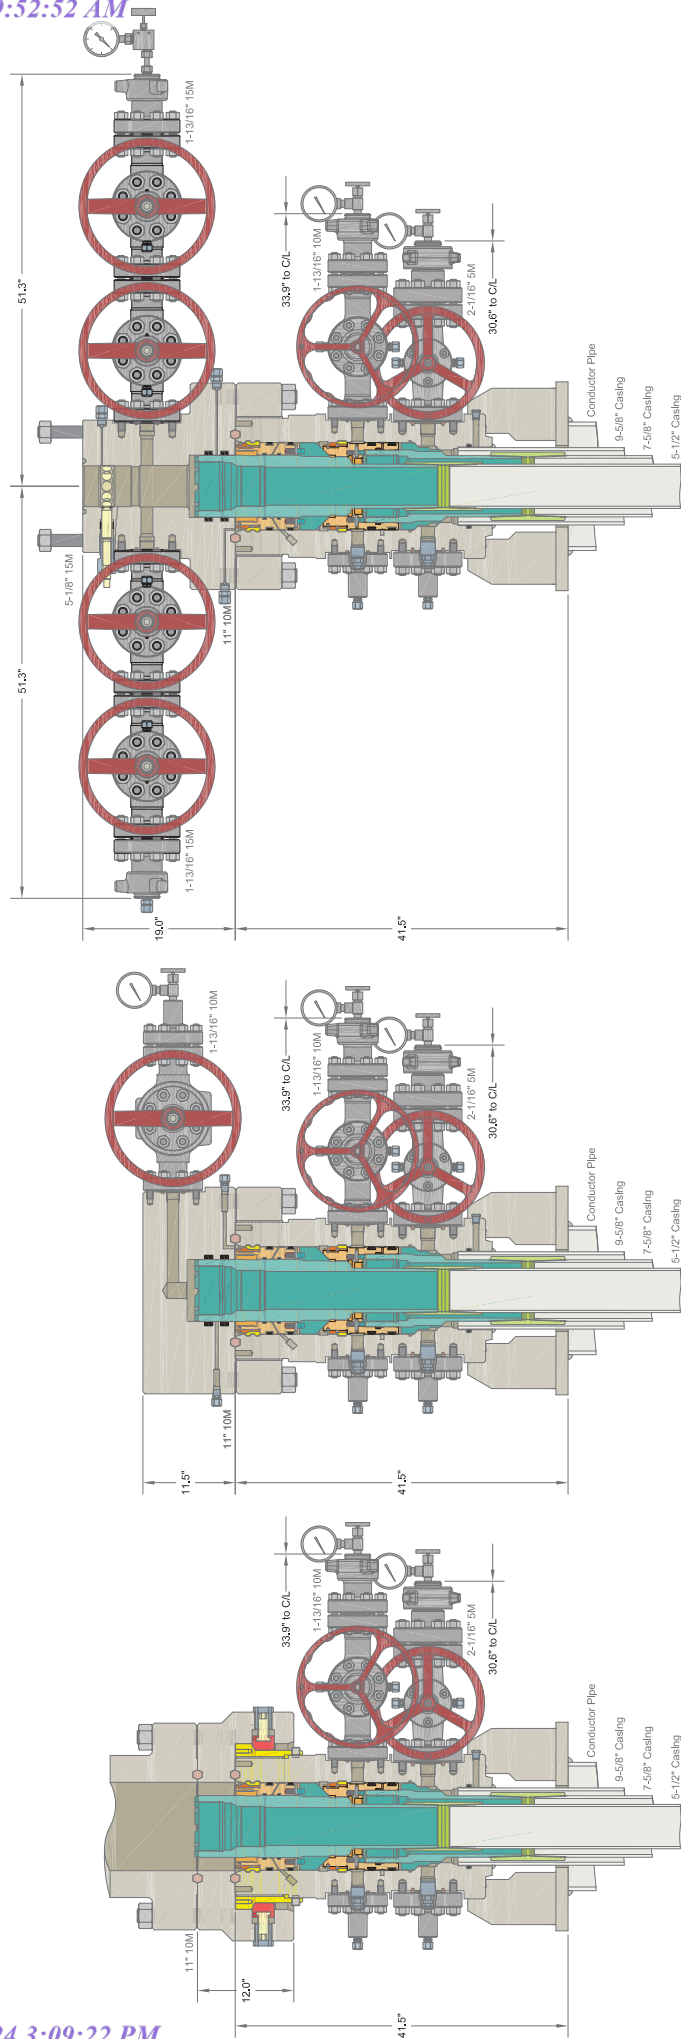 9:52:52 AM
1-13/16" 15M
51.3"
33.9" to C/L
1-13/16" 10M
2-1/16" 5M
30.6" to C/L
Conductor Pipe
9-5/8" Casing
7-5/8" Casing
5-1/2" Casing
5-1/8" 15M
11" 10M
51.3"
1-13/16" 15M
19.0"
41.5"
1-13/16" 10M
33.9" to C/L
1-13/16" 10M
2-1/16" 5M
30.6" to C/L
Conductor Pipe
9-5/8" Casing
7-5/8" Casing
5-1/2" Casing
11" 10M
11.5"
41.5"
33.9" to C/L
1-13/16" 10M
2-1/16" 5M
30.6" to C/L
Conductor Pipe
9-5/8" Casing
7-5/8" Casing
5-1/2" Casing
11" 10M
12.0"
41.5"
24 3:09:22 PM